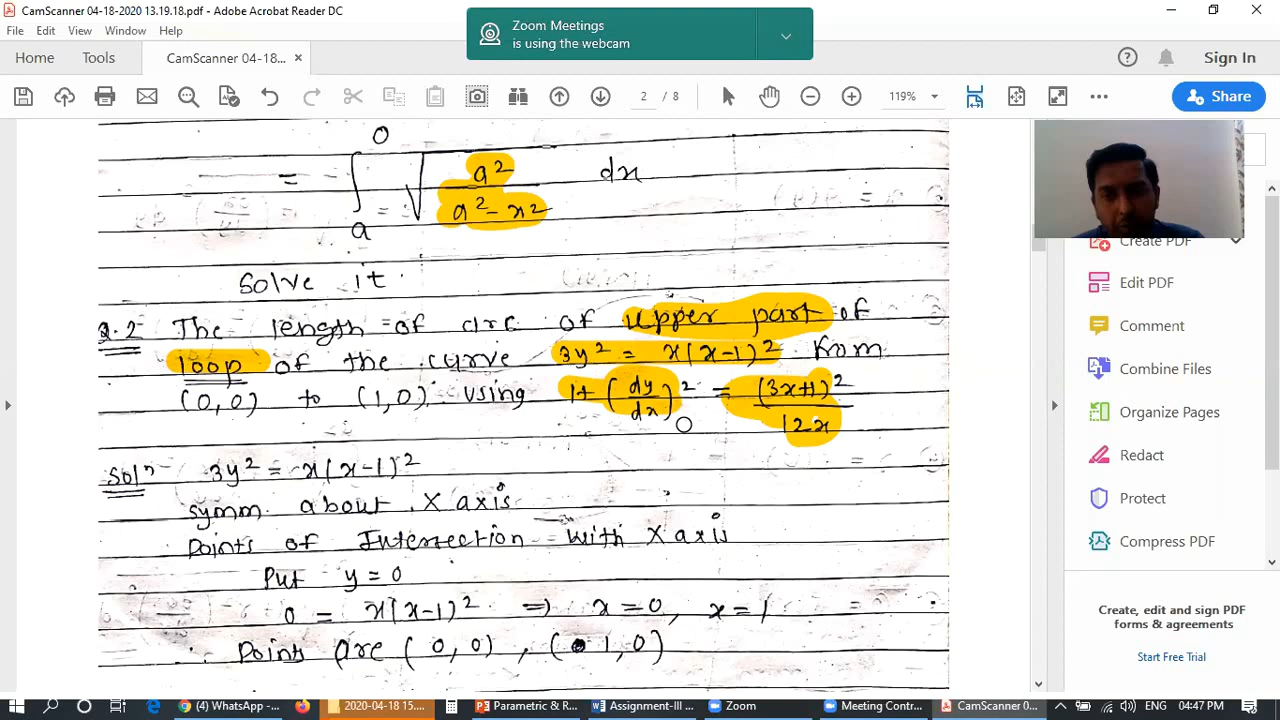 CamScanner 04-18-2020 13.19.18.pdf - Adobe Acrobat Reader DC
Zoom Meetings
is using the webcam
File Edit View Window Help
Home Tools CamScanner 04-18... × Sign In
2 / 8 119% Share
= ∫ₐ⁰ √(a²/(a²-x²)) dx
Solve it
Q.2 The length of arc of upper part of
loop of the curve 3y² = x(x-1)² from
(0,0) to (1,0) using 1+(dy/dx)² = (3x+1)²/12x
Solⁿ 3y² = x(x-1)²
symm. about X axis
Points of Intersection with X axis
Put y = 0
0 = x(x-1)² ⇒ x = 0, x = 1
∴ Points are (0,0), (1,0)
Create PDF
Edit PDF
Comment
Combine Files
Organize Pages
Redact
Protect
Compress PDF
Create, edit and sign PDF
forms & agreements
Start Free Trial
(4) WhatsApp -... 2020-04-18 15.... Parametric & R... Assignment-III ... Zoom Meeting Contr... CamScanner 04-... ENG 04:47 PM